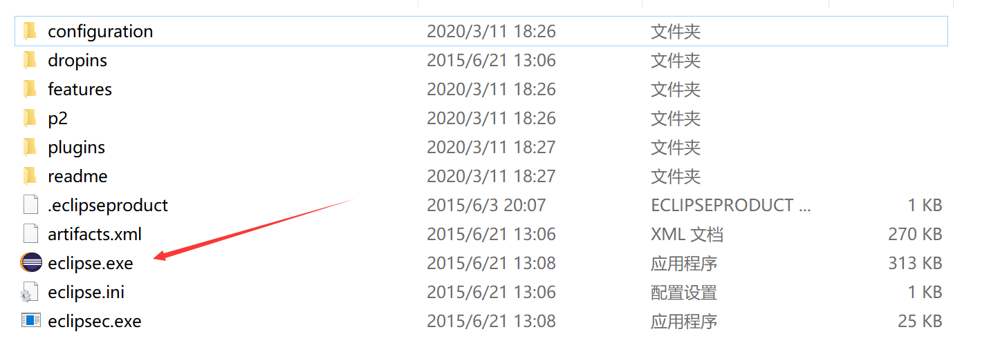 configuration 2020/3/11 18:26 文件夹
dropins 2015/6/21 13:06 文件夹
features 2020/3/11 18:26 文件夹
p2 2020/3/11 18:26 文件夹
plugins 2020/3/11 18:27 文件夹
readme 2020/3/11 18:27 文件夹
.eclipseproduct 2015/6/3 20:07 ECLIPSEPRODUCT ... 1 KB
artifacts.xml 2015/6/21 13:06 XML 文档 270 KB
eclipse.exe 2015/6/21 13:08 应用程序 313 KB
eclipse.ini 2015/6/21 13:06 配置设置 1 KB
eclipsec.exe 2015/6/21 13:08 应用程序 25 KB